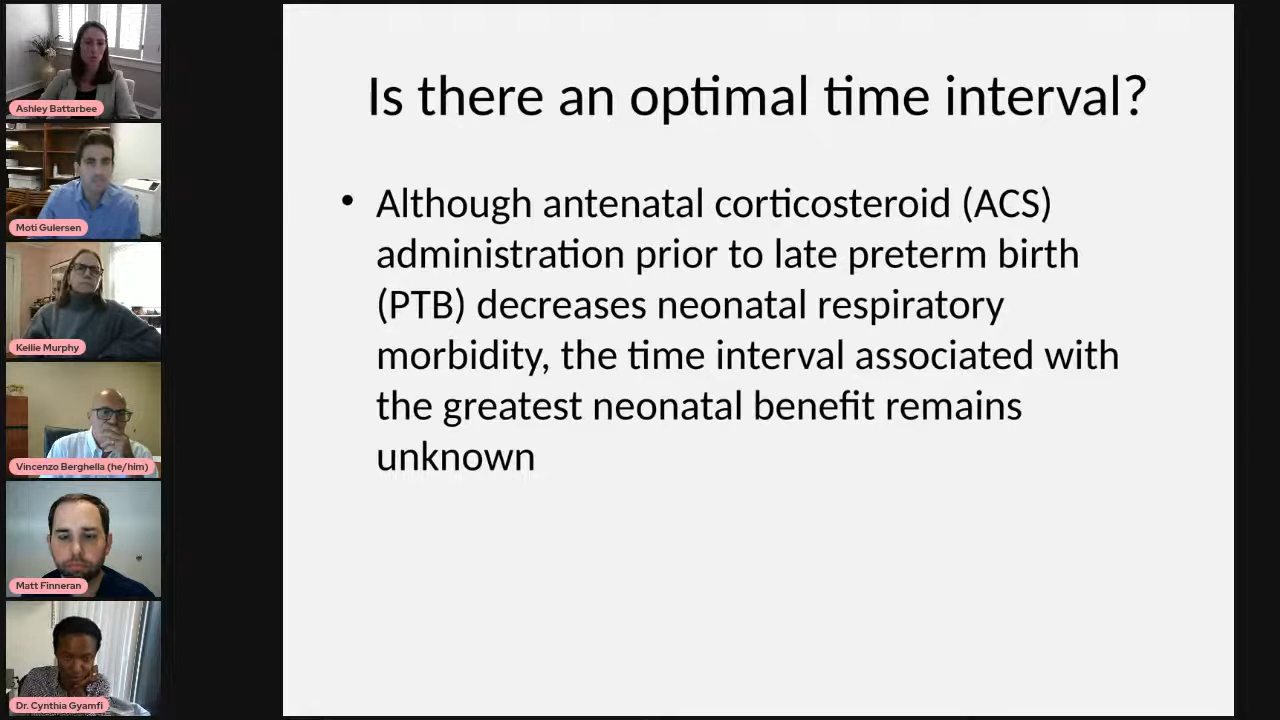 Is there an optimal time interval?
• Although antenatal corticosteroid (ACS)
administration prior to late preterm birth
(PTB) decreases neonatal respiratory
morbidity, the time interval associated with
the greatest neonatal benefit remains
unknown
Ashley Battarbee
Moti Gulersen
Kellie Murphy
Vincenzo Berghella (he/him)
Matt Finneran
Dr. Cynthia Gyamfi